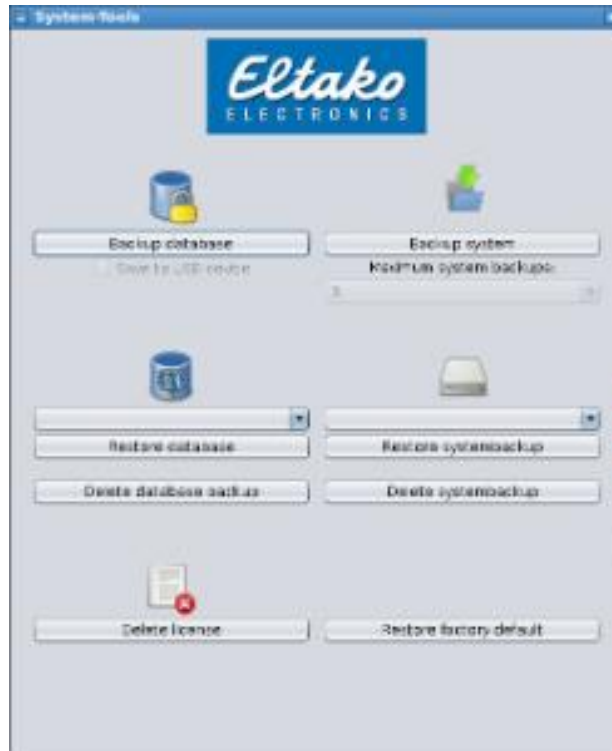 System-Tools
Eltako
ELECTRONICS
Backup database
Backup system
Save to USB device
Maximum system backups:
Restore database
Restore systembackup
Delete database backup
Delete systembackup
Delete license
Restore factory default